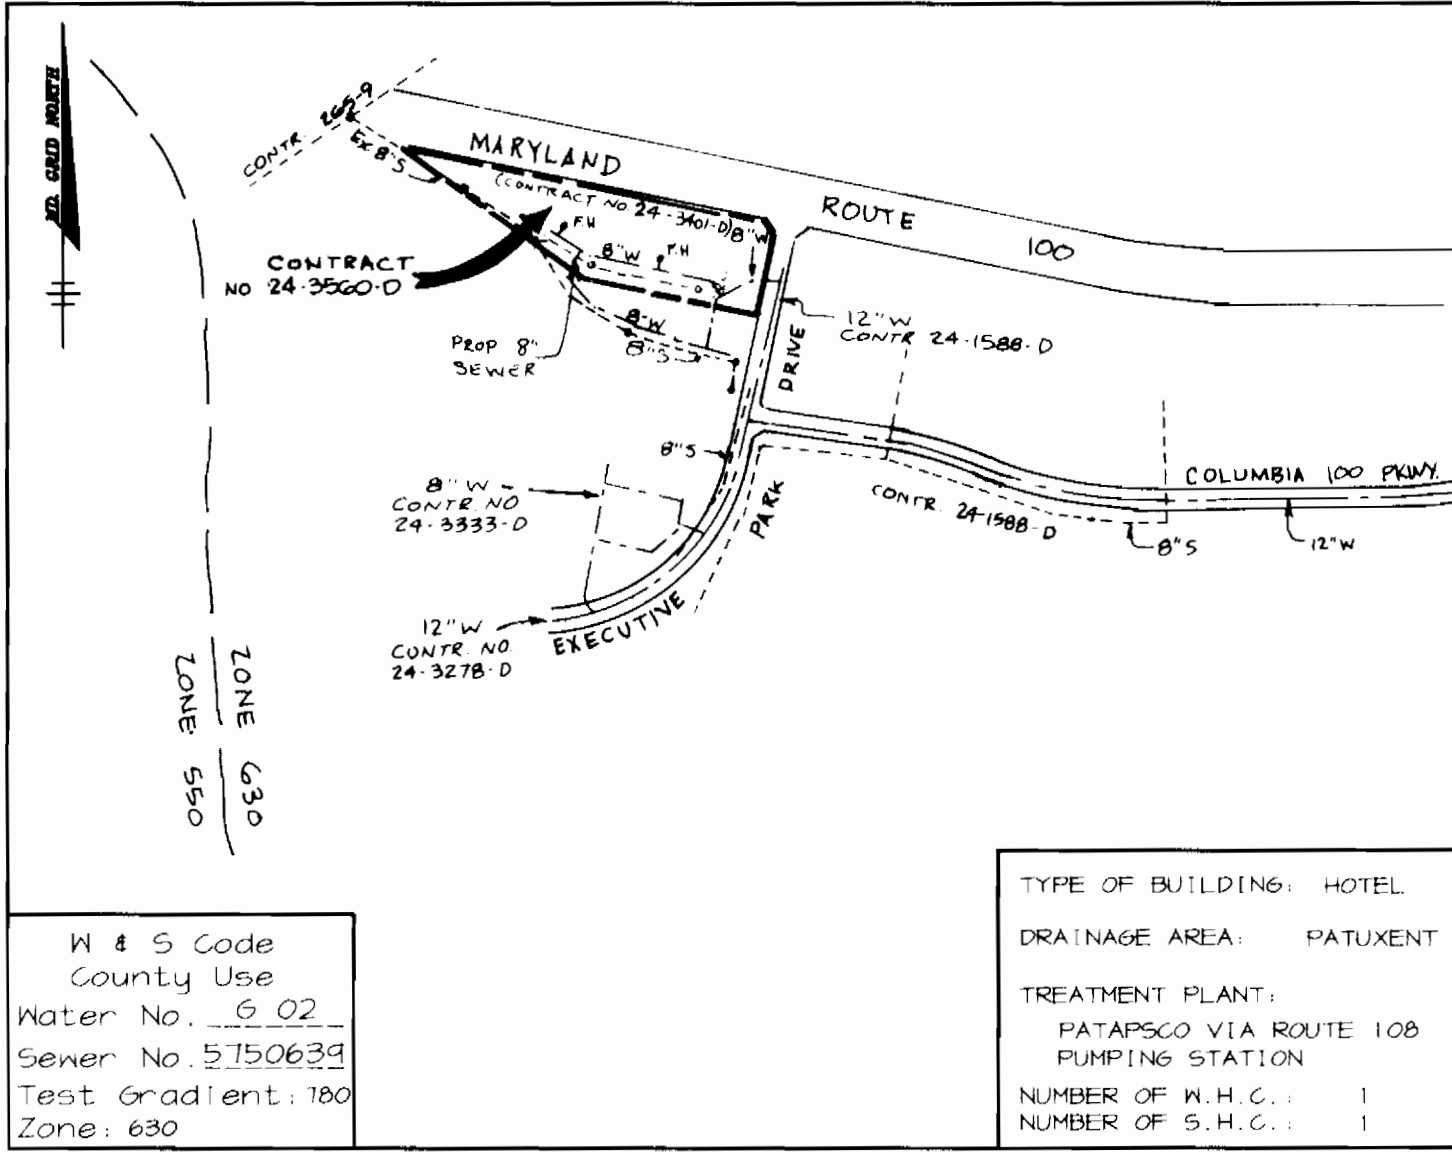 MD. GRID NORTH
CONTR. 265-9
EX 8"S
MARYLAND
ROUTE
100
(CONTRACT NO. 24-3401-D)
8"W
F.H
8"W
F.H
CONTRACT
NO 24-3560-D
PROP 8"
SEWER
8"W
8"S
12"W
CONTR 24-1588-D
DRIVE
8"S
8"W
CONTR. NO
24-3333-D
PARK
COLUMBIA 100 PKWY.
CONTR. 24-1588-D
8"S
12"W
12"W
CONTR. NO.
24-3278-D
EXECUTIVE
ZONE 630
ZONE 550
W & S Code
County Use
Water No. G 02
Sewer No. 5750639
Test Gradient: 780
Zone: 630
TYPE OF BUILDING: HOTEL
DRAINAGE AREA: PATUXENT
TREATMENT PLANT:
PATAPSCO VIA ROUTE 108
PUMPING STATION
NUMBER OF W.H.C.: 1
NUMBER OF S.H.C.: 1